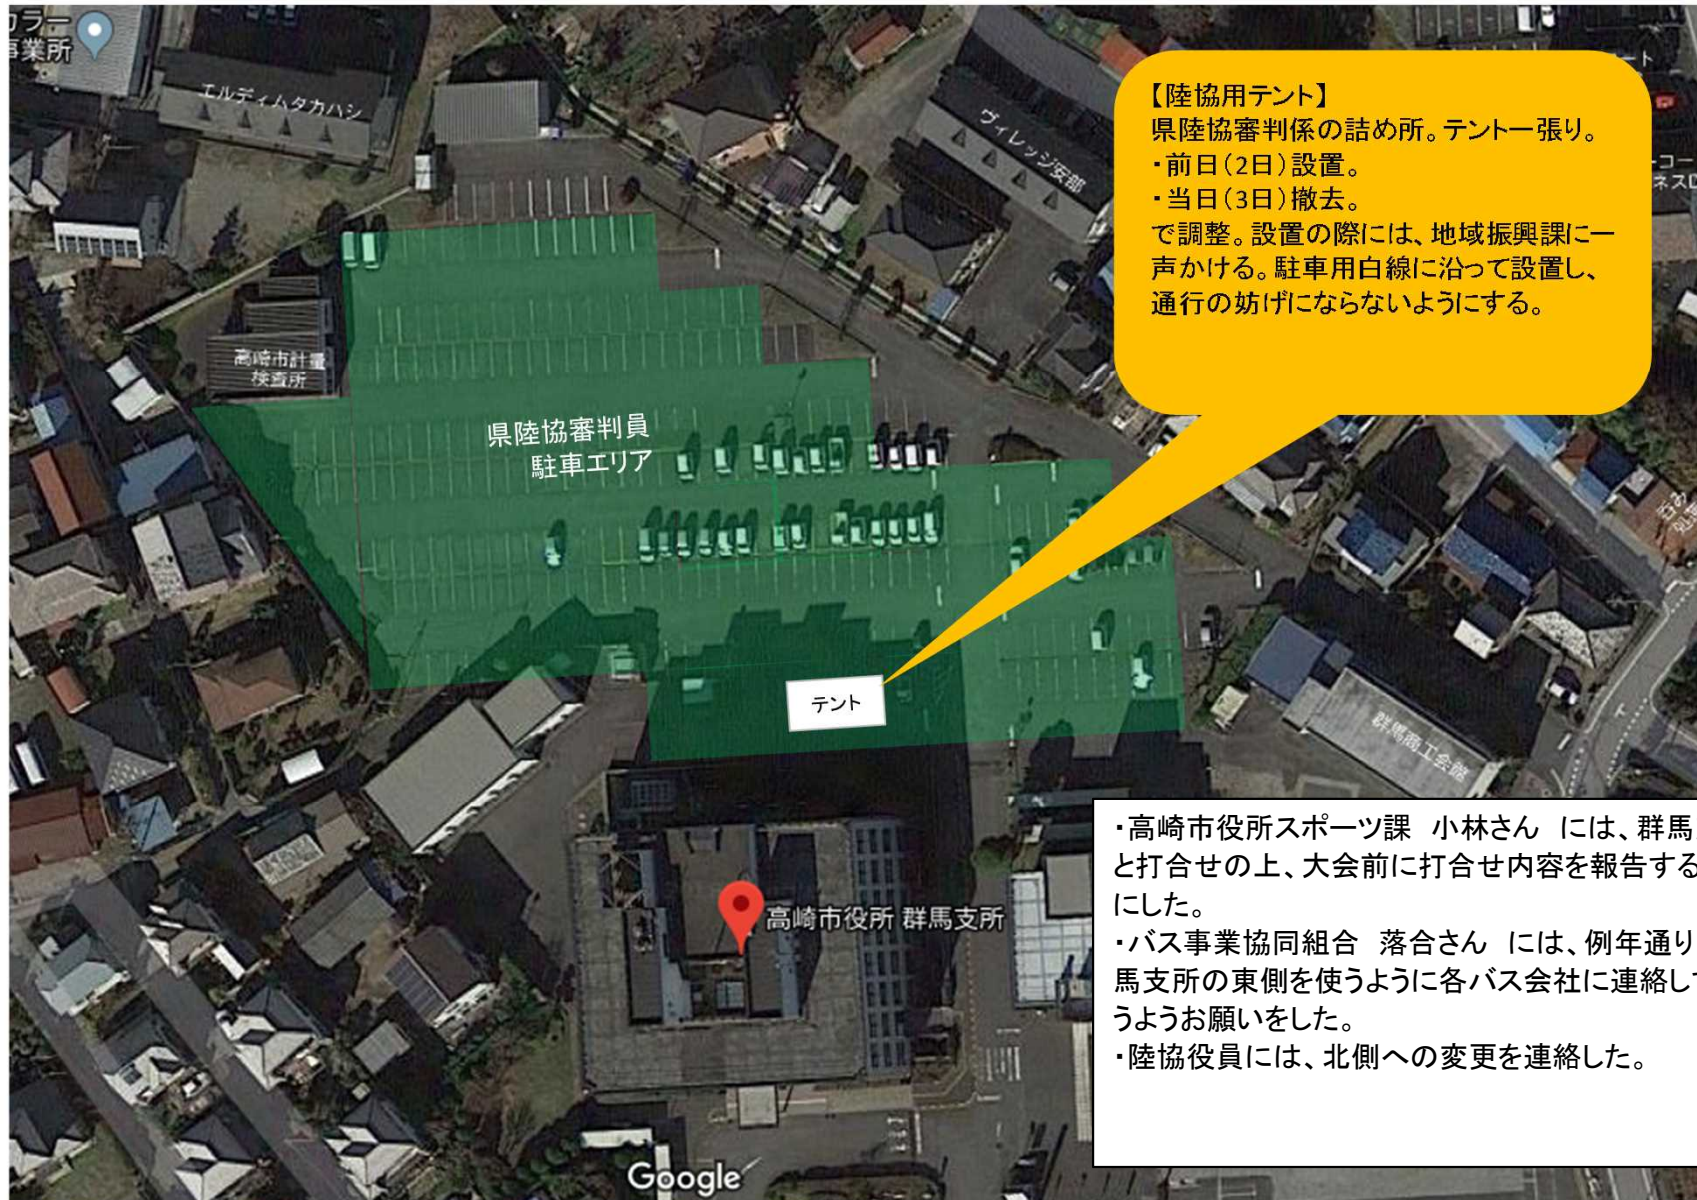 カラー
事業所
エルディムタカハシ
ヴィレッジ安部
【陸協用テント】
県陸協審判係の詰め所。テント一張り。
・前日(2日)設置。
・当日(3日)撤去。
で調整。設置の際には、地域振興課に一
声かける。駐車用白線に沿って設置し、
通行の妨げにならないようにする。
高崎市計量
検査所
県陸協審判員
駐車エリア
テント
群馬商工会館
高崎市役所 群馬支所
・高崎市役所スポーツ課 小林さん には、群馬
と打合せの上、大会前に打合せ内容を報告する
にした。
・バス事業協同組合 落合さん には、例年通り
馬支所の東側を使うように各バス会社に連絡し
うようお願いをした。
・陸協役員には、北側への変更を連絡した。
Google